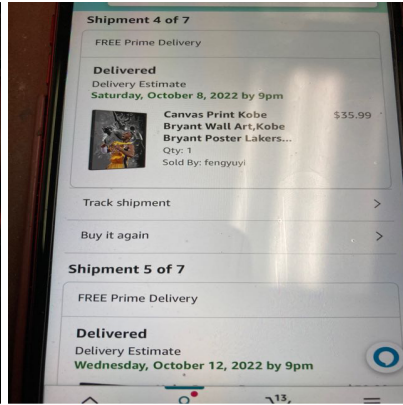 Shipment 4 of 7
FREE Prime Delivery
Delivered
Delivery Estimate
Saturday, October 8, 2022 by 9pm
Canvas Print Kobe
$35.99
Bryant Wall Art,Kobe
Bryant Poster Lakers...
Qty: 1
Sold By: fengyuyi
Track shipment
Buy it again
Shipment 5 of 7
FREE Prime Delivery
Delivered
Delivery Estimate
Wednesday, October 12, 2022 by 9pm
13